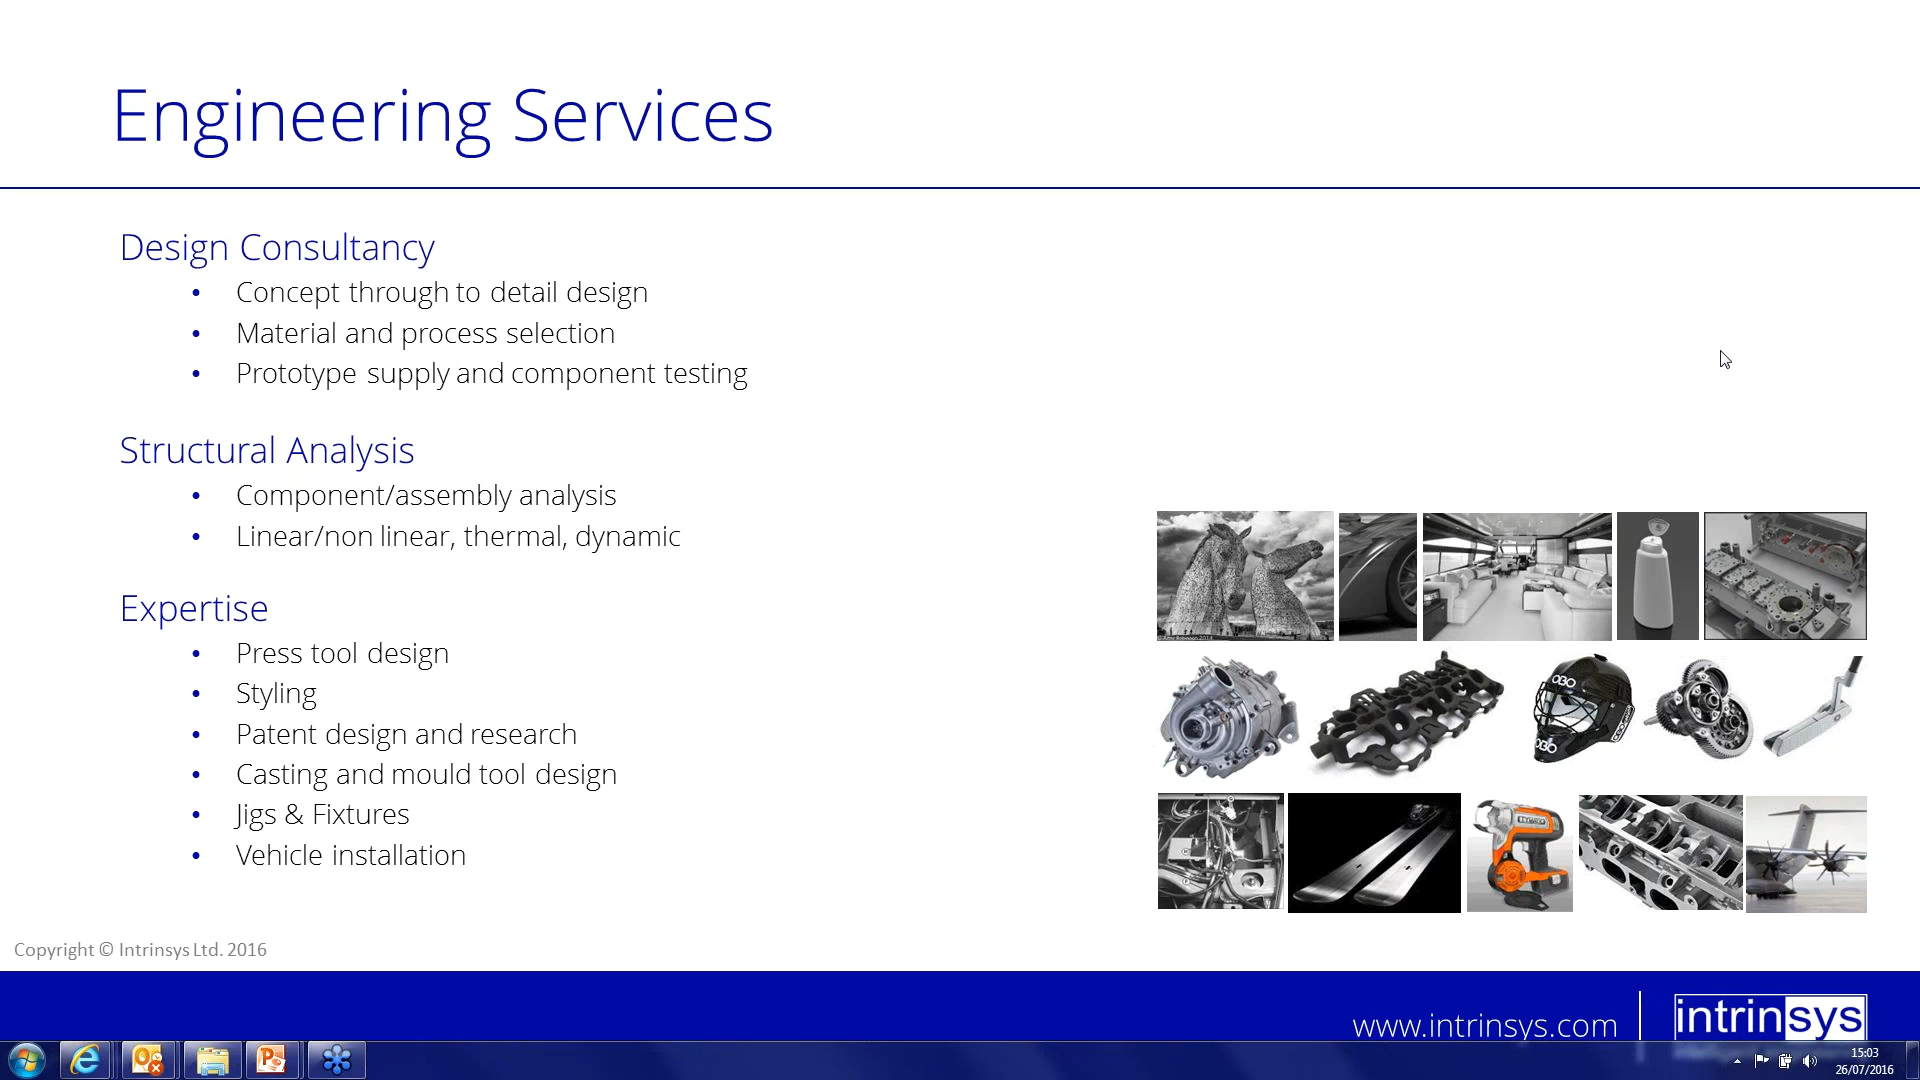 Engineering Services
Design Consultancy
• Concept through to detail design
• Material and process selection
• Prototype supply and component testing
Structural Analysis
• Component/assembly analysis
• Linear/non linear, thermal, dynamic
Expertise
• Press tool design
• Styling
• Patent design and research
• Casting and mould tool design
• Jigs & Fixtures
• Vehicle installation
OBO
OBO
Copyright © Intrinsys Ltd. 2016
www.intrinsys.com
intrinsys
15:03
26/07/2016